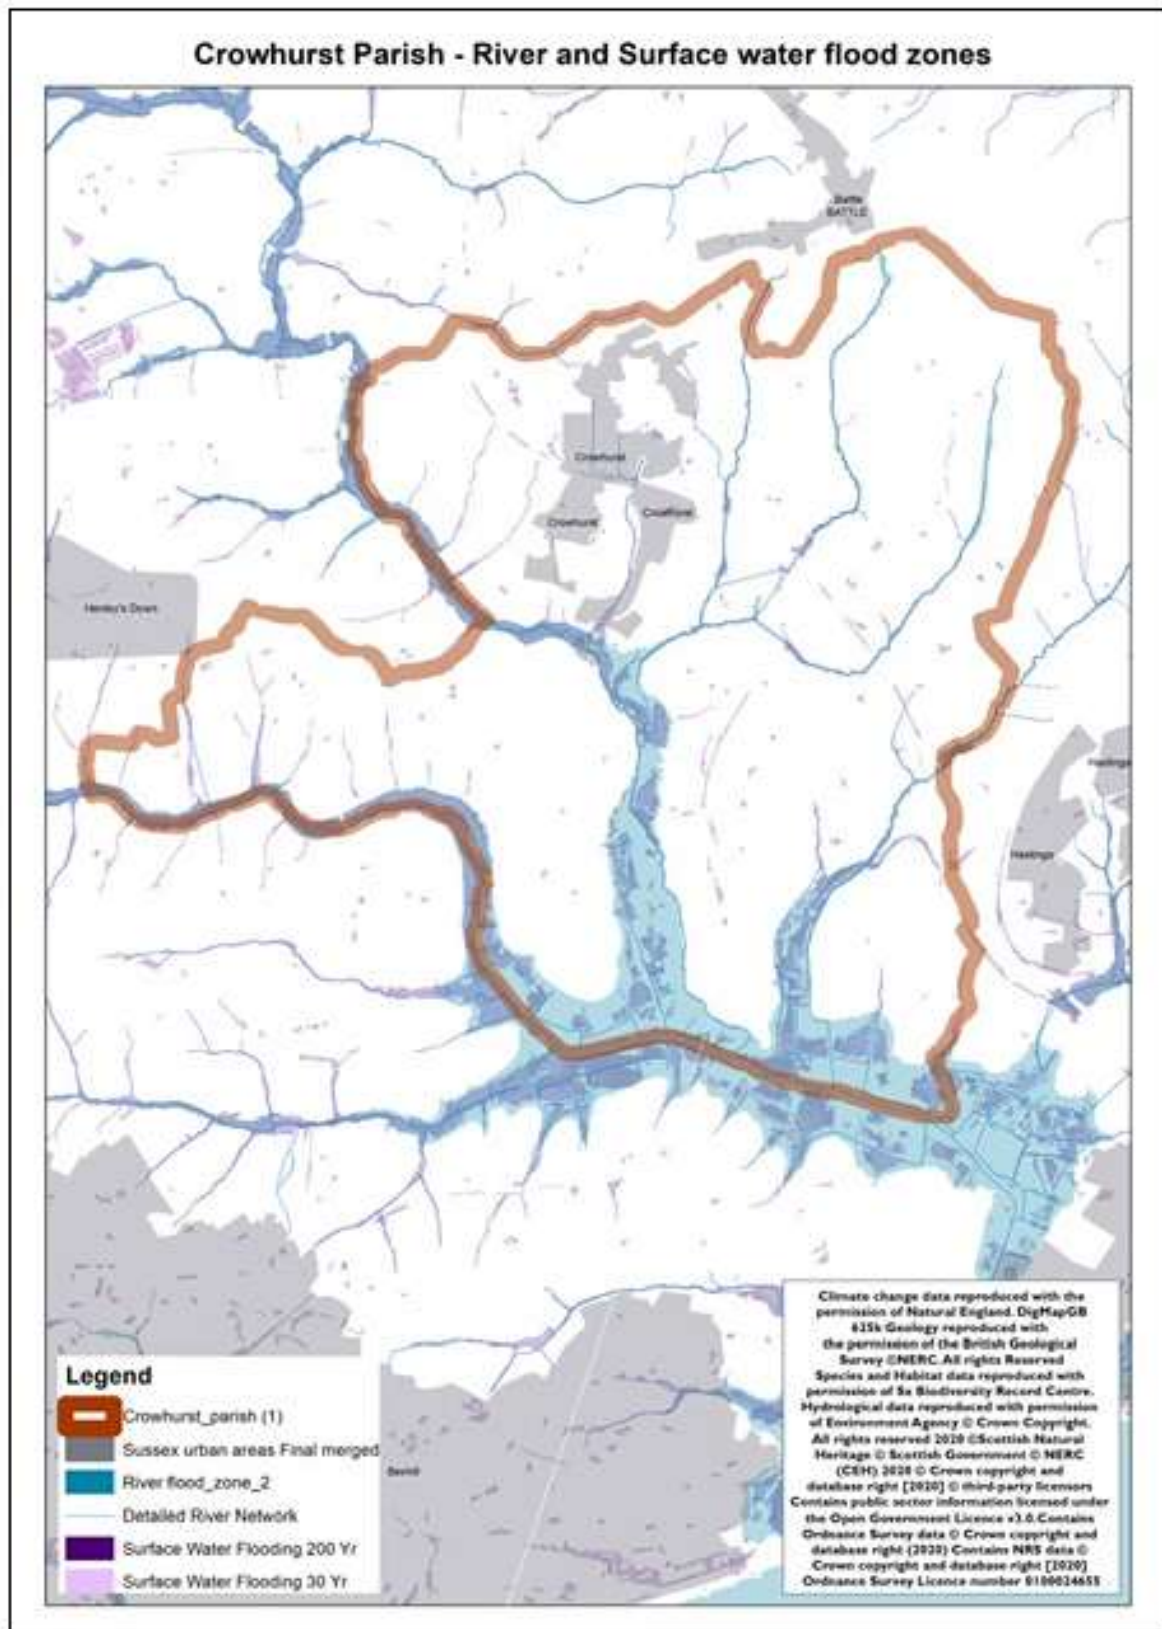 Crowhurst Parish - River and Surface water flood zones
Battle
BATTLE
Crowhurst
Crowhurst
Crowhurst
Henley's Down
Hastings
Hastings
Legend
Crowhurst_parish (1)
Sussex urban areas Final merged
River flood_zone_2
Detailed River Network
Surface Water Flooding 200 Yr
Surface Water Flooding 30 Yr
Climate change data reproduced with the
permission of Natural England. DigMapGB
625k Geology reproduced with
the permission of the British Geological
Survey ©NERC. All rights Reserved
Species and Habitat data reproduced with
permission of Sx Biodiversity Record Centre.
Hydrological data reproduced with permission
of Environment Agency © Crown Copyright.
All rights reserved 2020 ©Scottish Natural
Heritage © Scottish Government © NERC
(CEH) 2020 © Crown copyright and
database right [2020] © third-party licensors
Contains public sector information licensed under
the Open Government Licence v3.0.Contains
Ordnance Survey data © Crown copyright and
database right (2020) Contains NRS data ©
Crown copyright and database right [2020]
Ordnance Survey Licence number 0100024655